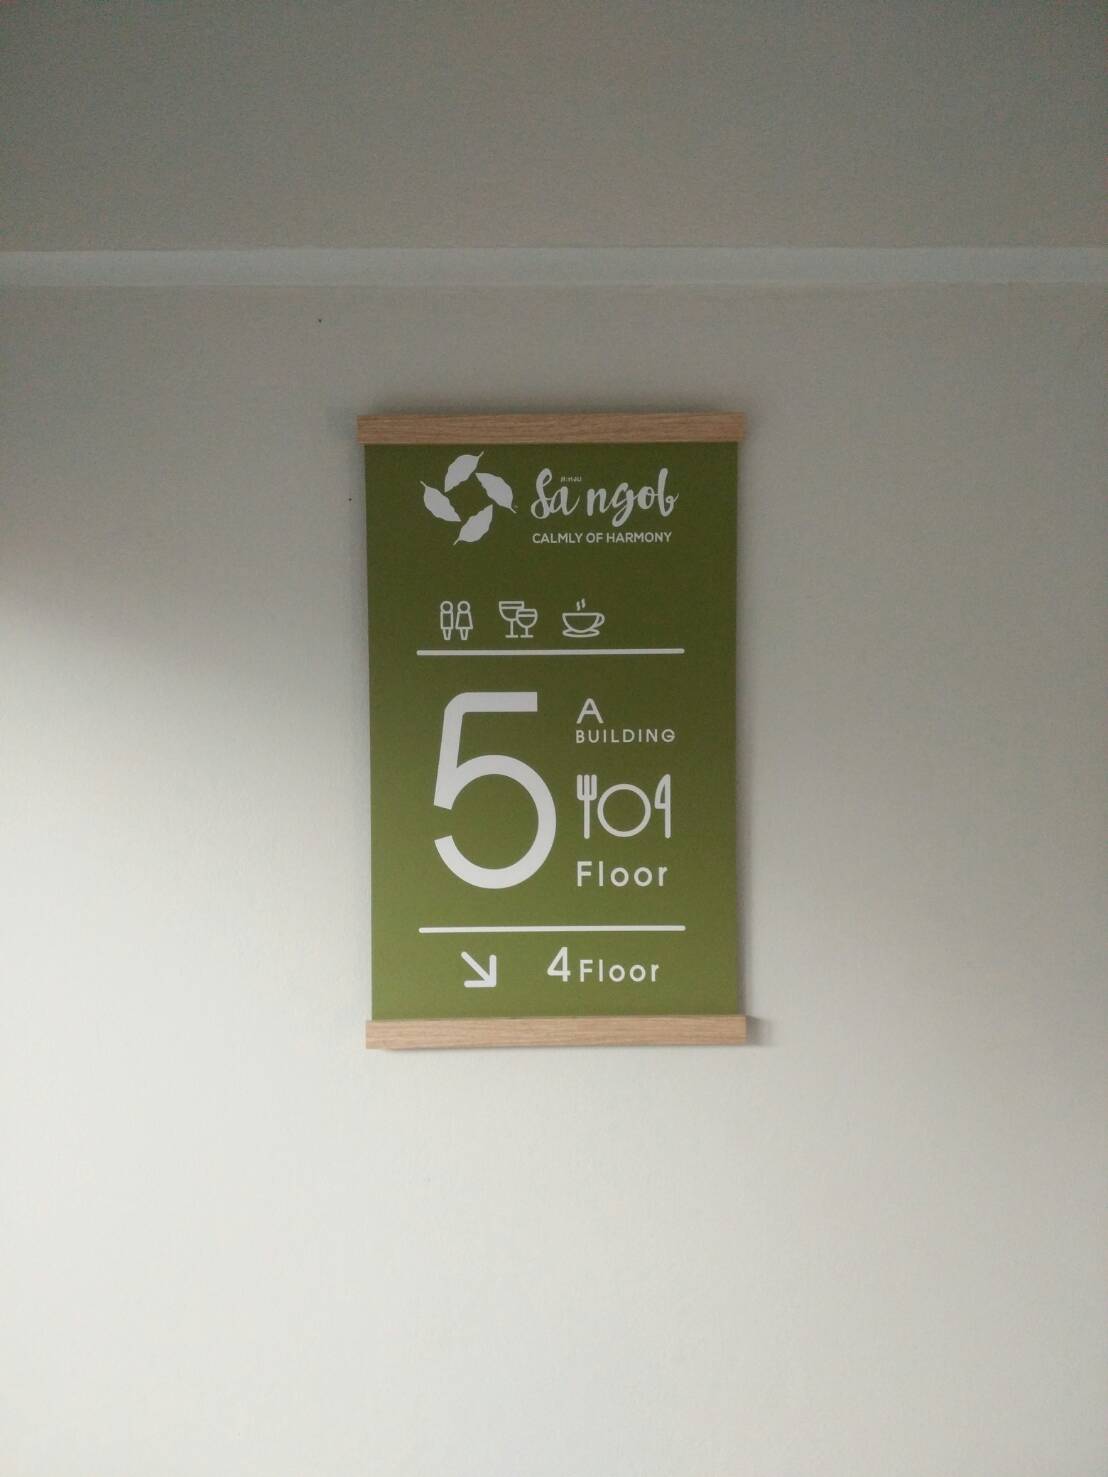 Sa ngob
CALMLY OF HARMONY
5
A
BUILDING
Floor
4 Floor